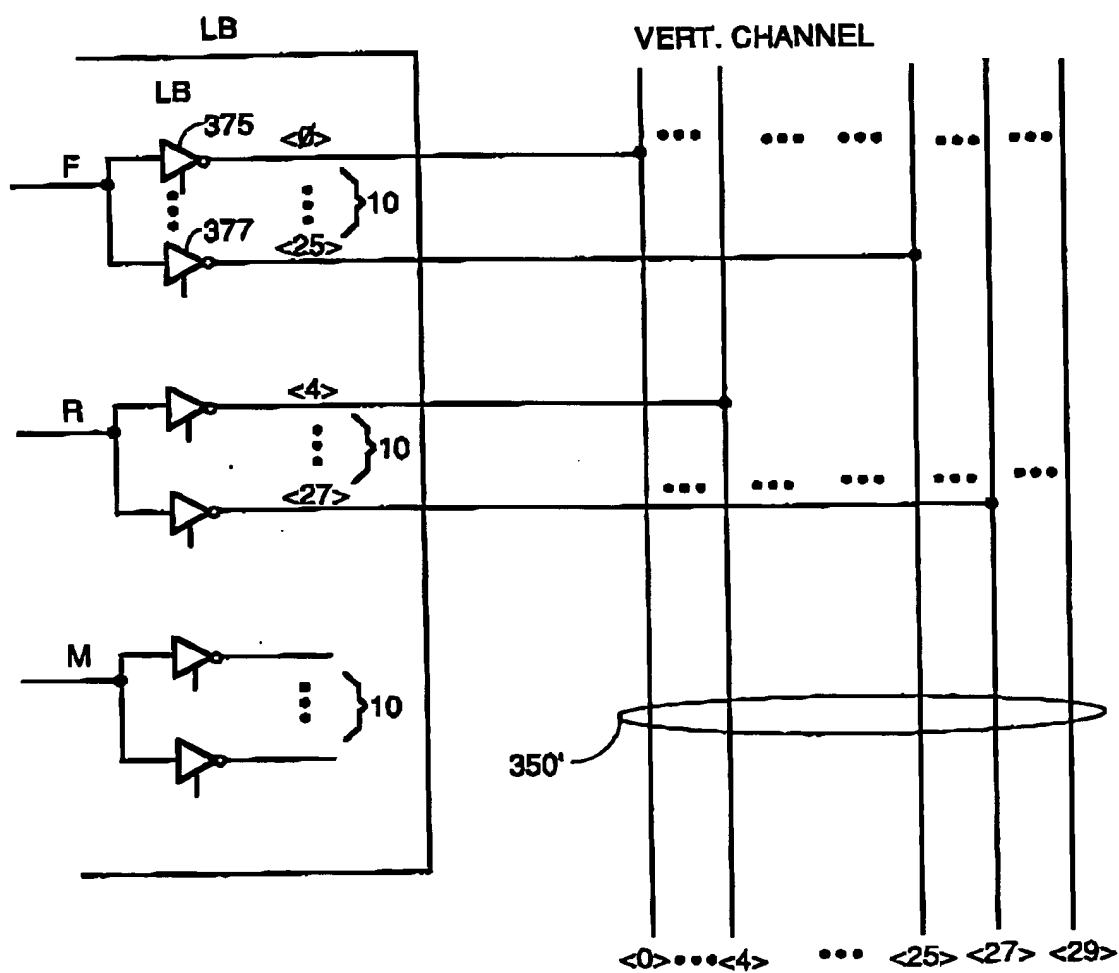 LB
VERT. CHANNEL
LB
375
<Ø>
F
10
377
<25>
<4>
R
10
<27>
M
10
350'
<0> <4> <25> <27> <29>